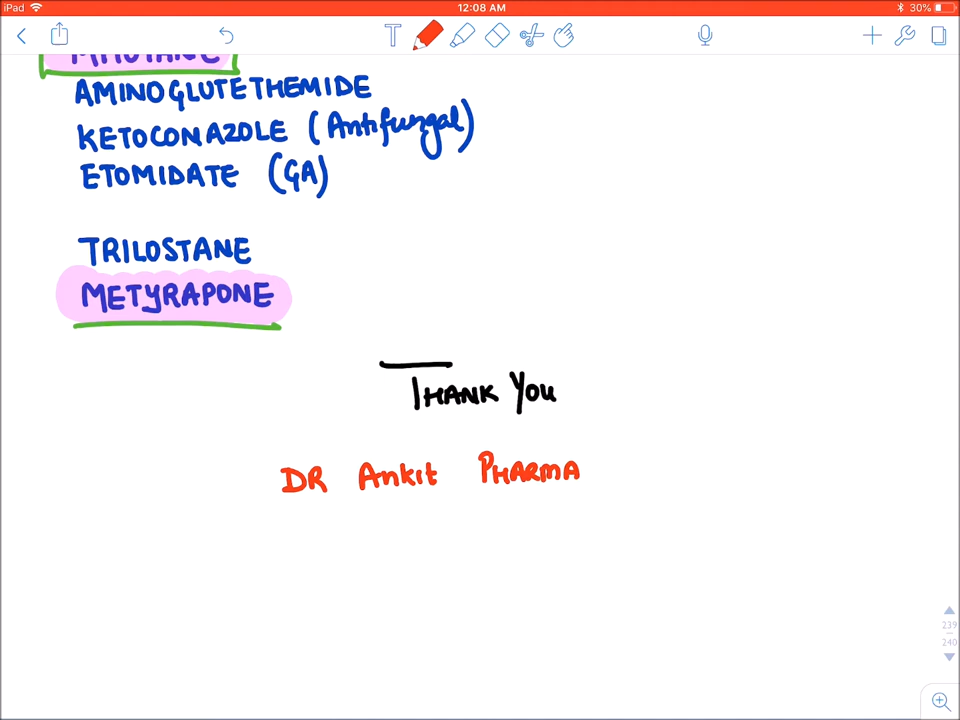 iPad 12:08 AM 30%
T
MITOTANE
AMINOGLUTETHEMIDE
KETOCONAZOLE (Antifungal)
ETOMIDATE (GA)
TRILOSTANE
METYRAPONE
THANK YOU
DR Ankit PHARMA
239
240